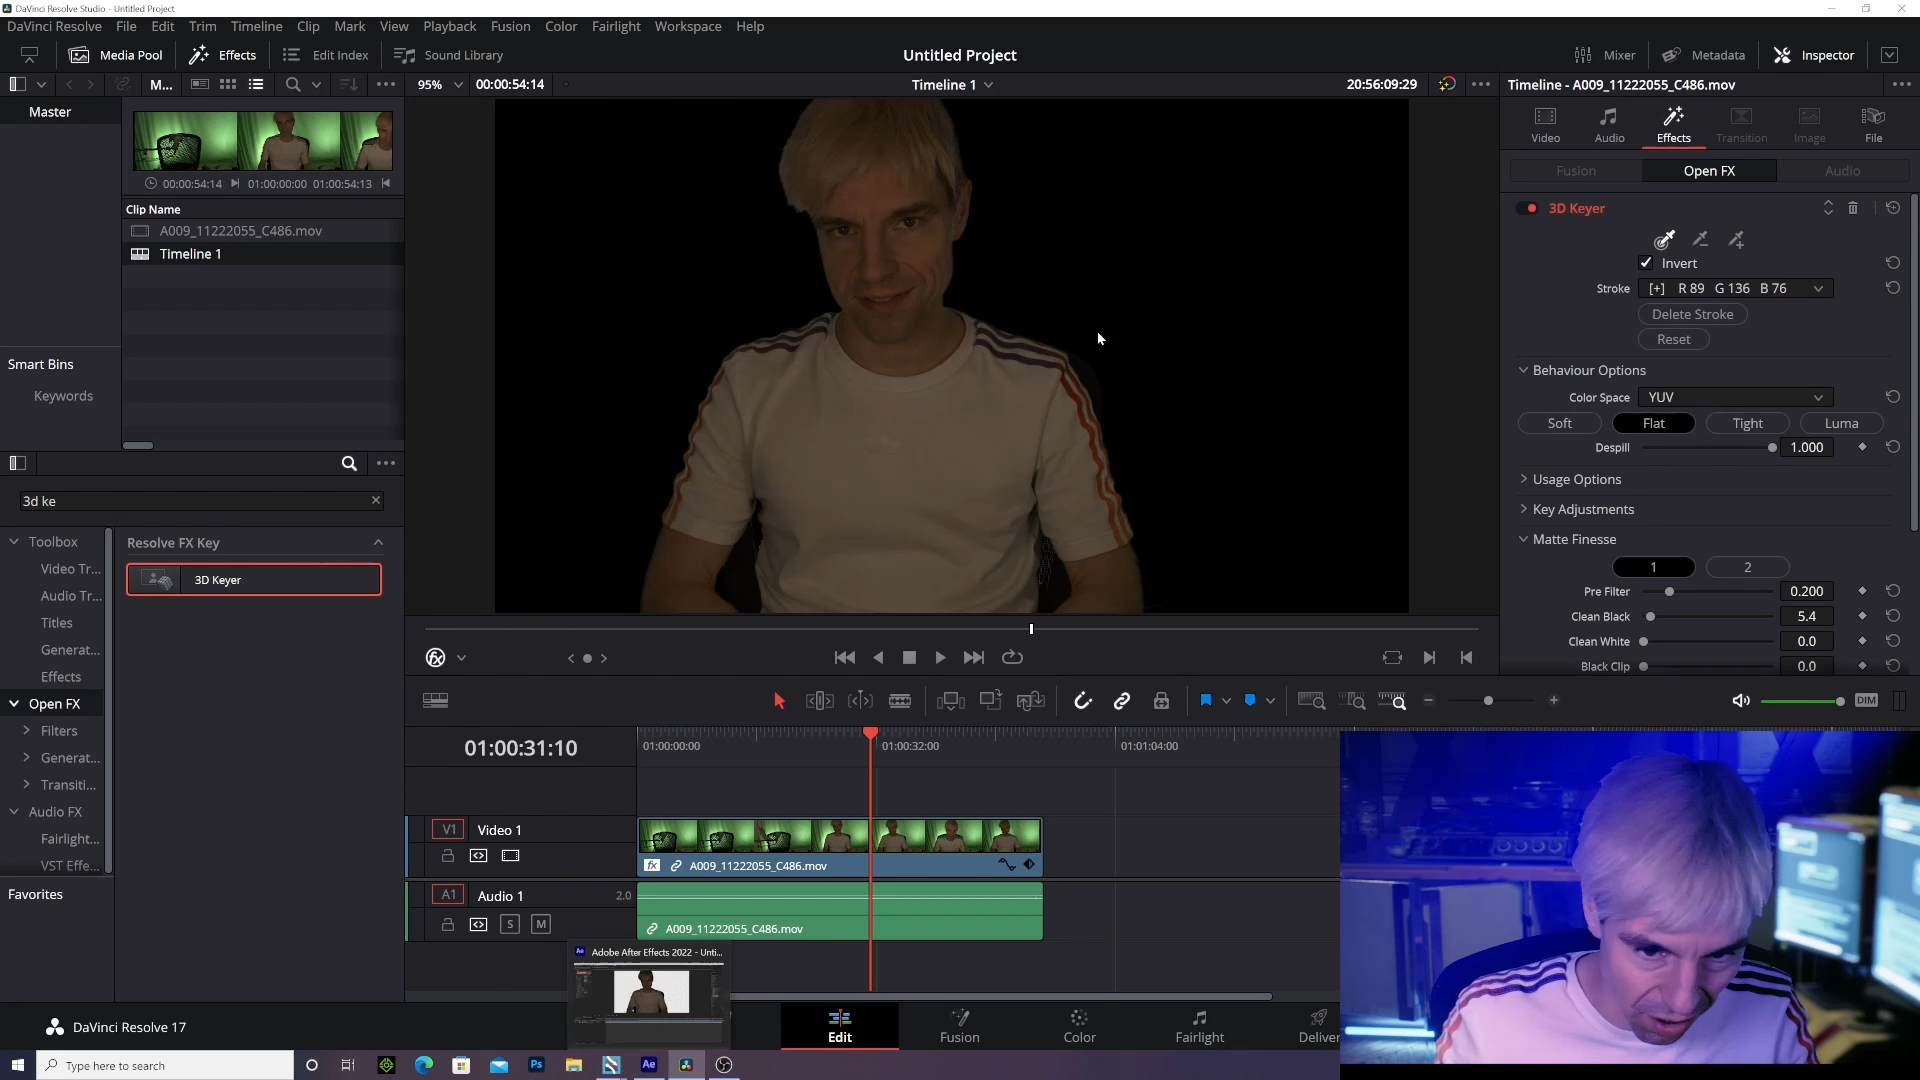 DaVinci Resolve Studio - Untitled Project
DaVinci Resolve File Edit Trim Timeline Clip Mark View Playback Fusion Color Fairlight Workspace Help
Media Pool Effects Edit Index Sound Library Untitled Project Mixer Metadata Inspector
M... 95% 00:00:54:14 Timeline 1 20:56:09:29 Timeline - A009_11222055_C486.mov
Master
Video Audio Effects Transition Image File
Fusion Open FX Audio
00:00:54:14 01:00:00:00 01:00:54:13
Clip Name
A009_11222055_C486.mov
Timeline 1
3D Keyer
Invert
Stroke [+] R 89 G 136 B 76
Delete Stroke
Reset
Smart Bins
Keywords
Behaviour Options
Color Space YUV
Soft Flat Tight Luma
Despill 1.000
Usage Options
Key Adjustments
Matte Finesse
1 2
Pre Filter 0.200
Clean Black 5.4
Clean White 0.0
Black Clip 0.0
3d ke
Toolbox
Video Tr...
Audio Tr...
Titles
Generat...
Effects
Open FX
Filters
Generat...
Transiti...
Audio FX
Fairlight...
VST Effe...
Favorites
Resolve FX Key
3D Keyer
DIM
01:00:31:10 01:00:00:00 01:00:32:00 01:01:04:00
V1 Video 1
fx A009_11222055_C486.mov
A1 Audio 1 2.0
S M
A009_11222055_C486.mov
Ae Adobe After Effects 2022 - Unti...
DaVinci Resolve 17
Edit Fusion Color Fairlight Deliver
Type here to search
Ps Ae